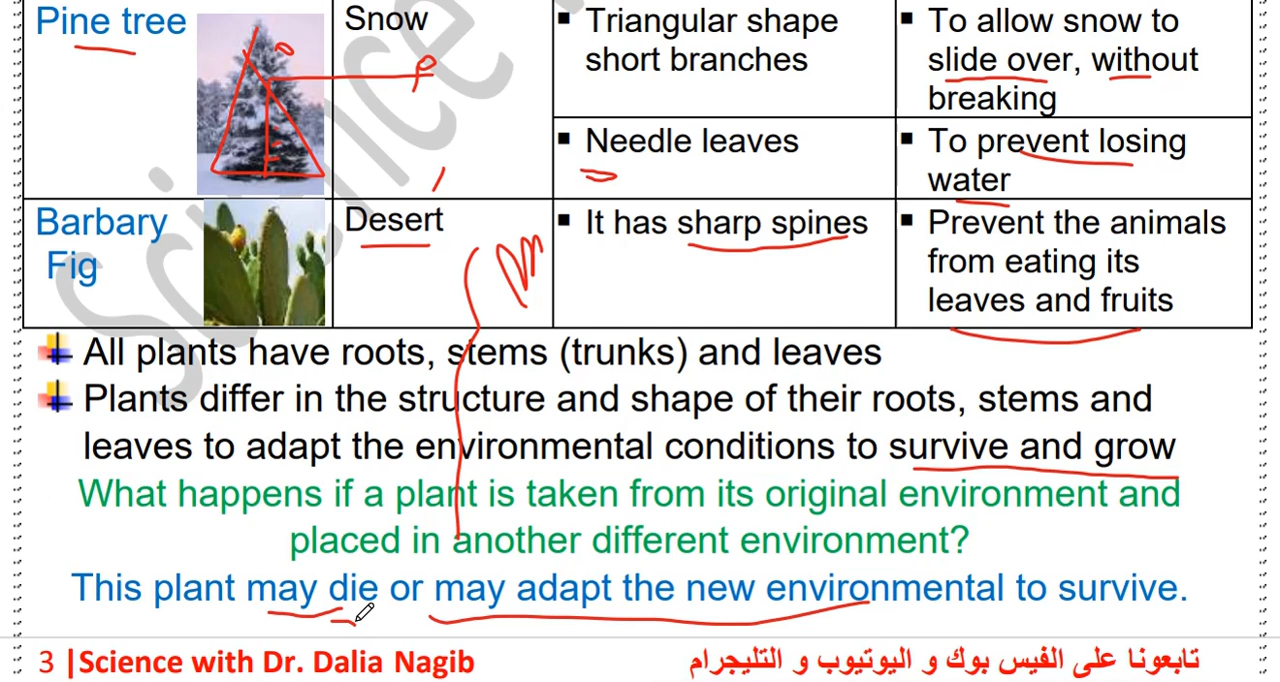 Pine tree
Snow
▪ Triangular shape
short branches
▪ To allow snow to
slide over, without
breaking
▪ Needle leaves
▪ To prevent losing
water
Barbary
Fig
Desert
▪ It has sharp spines
▪ Prevent the animals
from eating its
leaves and fruits
All plants have roots, stems (trunks) and leaves
Plants differ in the structure and shape of their roots, stems and
leaves to adapt the environmental conditions to survive and grow
What happens if a plant is taken from its original environment and
placed in another different environment?
This plant may die or may adapt the new environmental to survive.
3 |Science with Dr. Dalia Nagib
تابعونا على الفيس بوك و اليوتيوب و التليجرام
Science